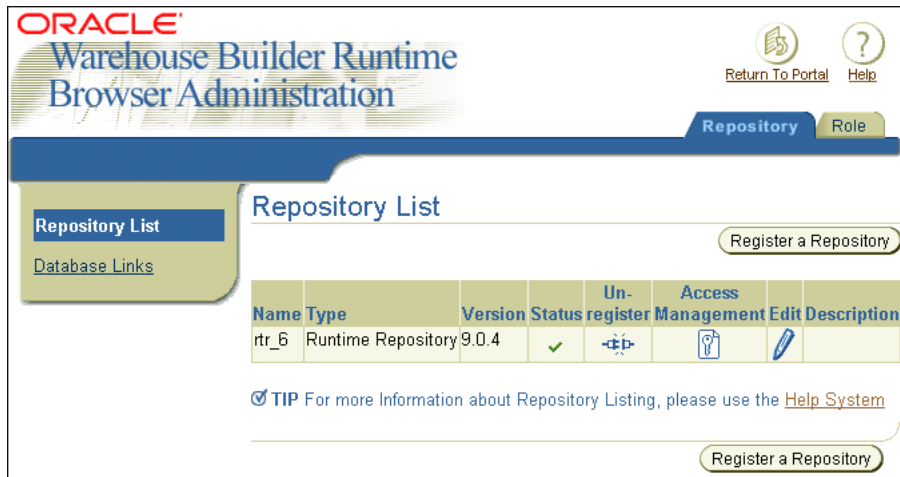 ORACLE
Warehouse Builder Runtime
Browser Administration
Return To Portal Help
Repository Role
Repository List
Database Links
Repository List
Register a Repository
Name Type Version Status Un-register Access Management Edit Description
rtr_6 Runtime Repository 9.0.4
TIP For more Information about Repository Listing, please use the Help System
Register a Repository